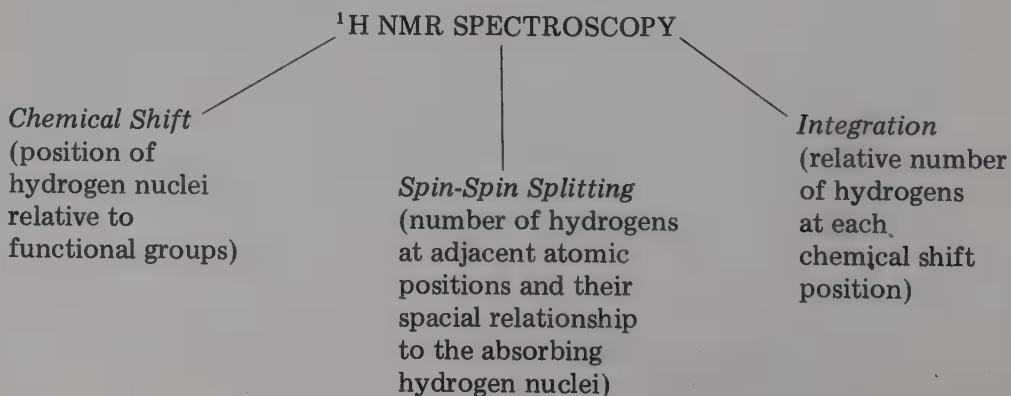 ¹H NMR SPECTROSCOPY
Chemical Shift
(position of
hydrogen nuclei
relative to
functional groups)
Spin-Spin Splitting
(number of hydrogens
at adjacent atomic
positions and their
spacial relationship
to the absorbing
hydrogen nuclei)
Integration
(relative number
of hydrogens
at each
chemical shift
position)